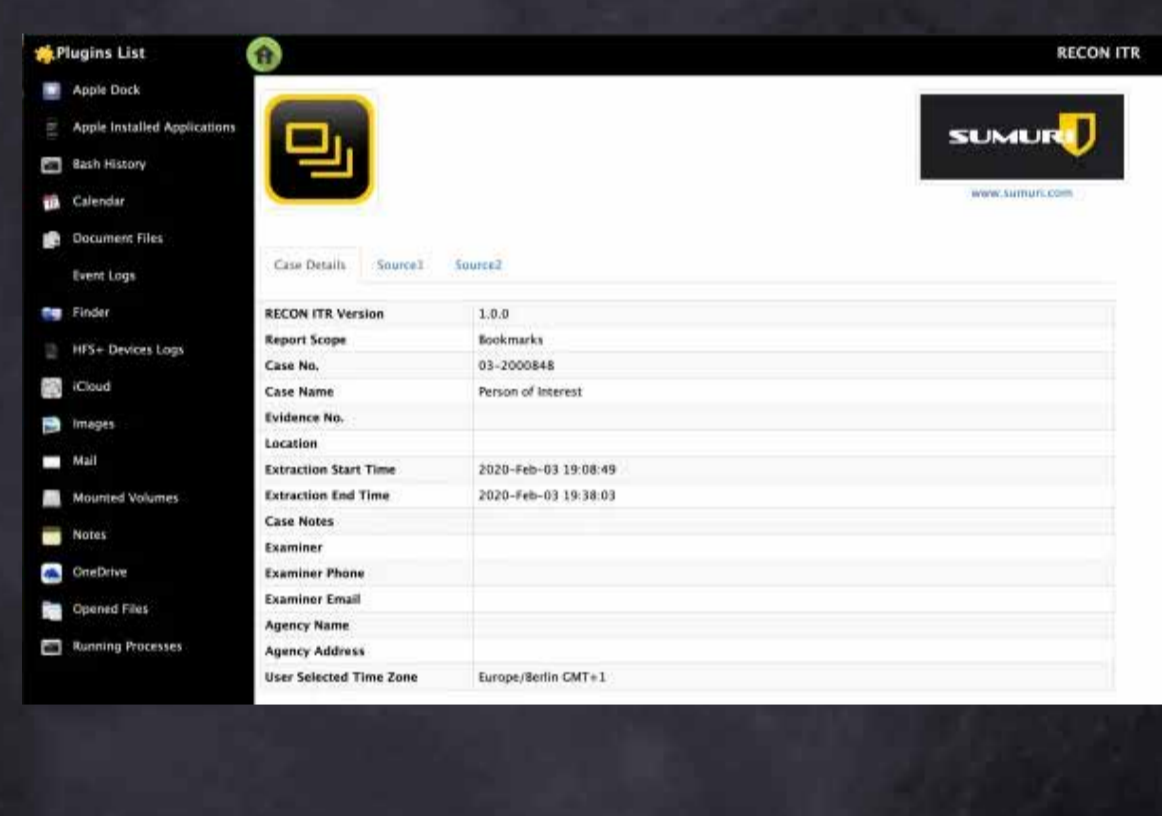 Plugins List
RECON ITR
Apple Dock
Apple Installed Applications
Bash History
Calendar
Document Files
Event Logs
Finder
HFS+ Devices Logs
iCloud
Images
Mail
Mounted Volumes
Notes
OneDrive
Opened Files
Running Processes
SUMURI
www.sumuri.com
Case Details Source1 Source2
RECON ITR Version 1.0.0
Report Scope Bookmarks
Case No. 03-2000848
Case Name Person of Interest
Evidence No.
Location
Extraction Start Time 2020-Feb-03 19:08:49
Extraction End Time 2020-Feb-03 19:38:03
Case Notes
Examiner
Examiner Phone
Examiner Email
Agency Name
Agency Address
User Selected Time Zone Europe/Berlin GMT+1